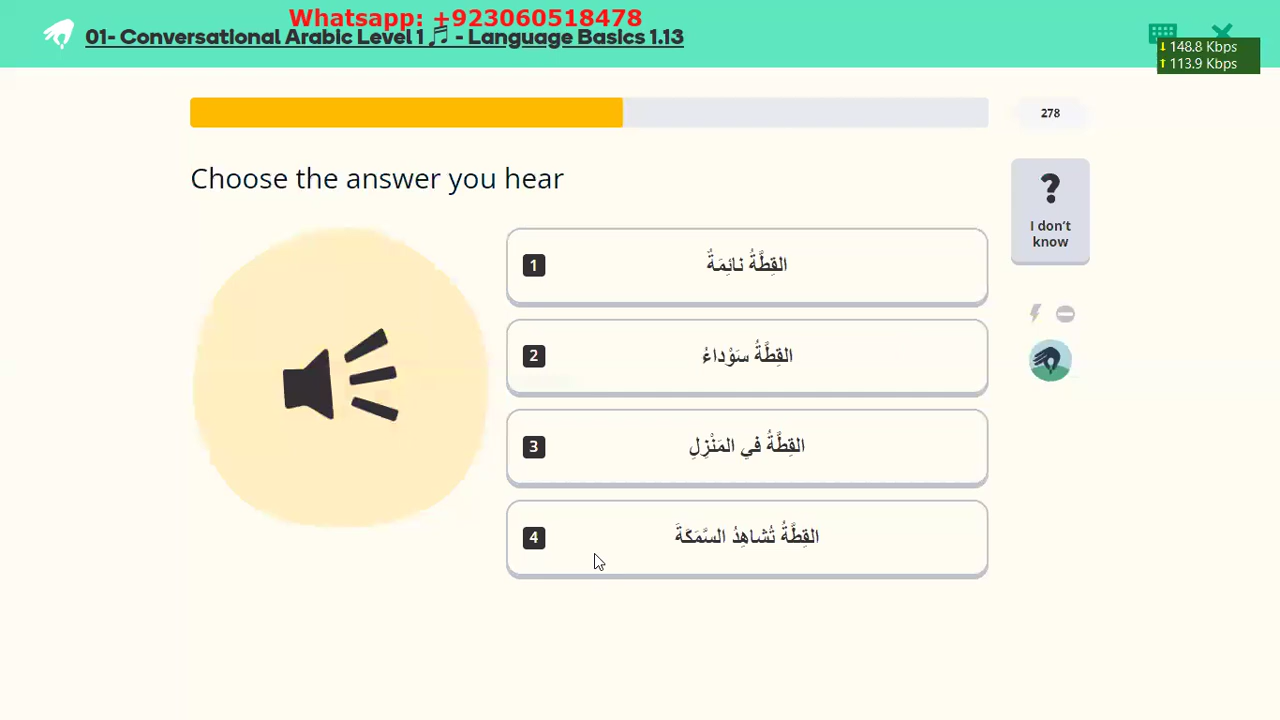 Whatsapp: +923060518478
01- Conversational Arabic Level 1 🎵 - Language Basics 1.13
↓ 148.8 Kbps
↑ 113.9 Kbps
278
Choose the answer you hear
?
I don't
know
1 القِطَّةُ نائِمَةٌ
2 القِطَّةُ سَوْداءُ
3 القِطَّةُ في المَنْزِلِ
4 القِطَّةُ تُشاهِدُ السَّمَكَةَ